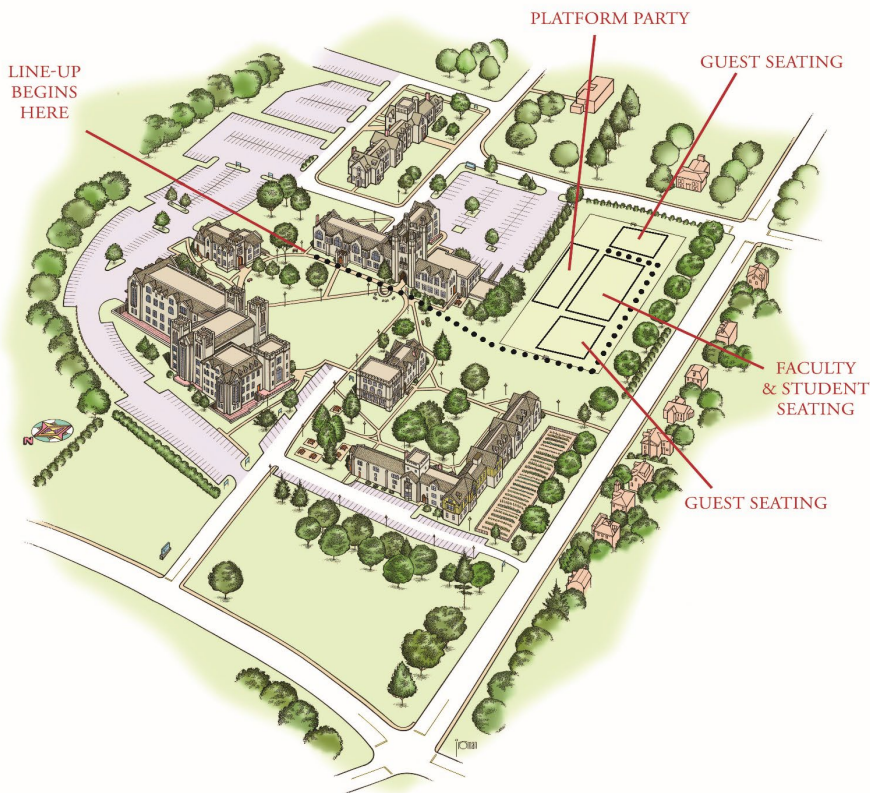 PLATFORM PARTY
GUEST SEATING
LINE-UP
BEGINS
HERE
FACULTY
& STUDENT
SEATING
GUEST SEATING
N